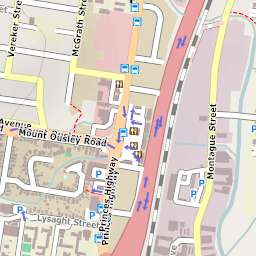 Vereker Street
McGrath Street
Avenue
Mount Ousley Road
Montague Street
Princes Highway
Lysaght Street
P
P
P
P
P